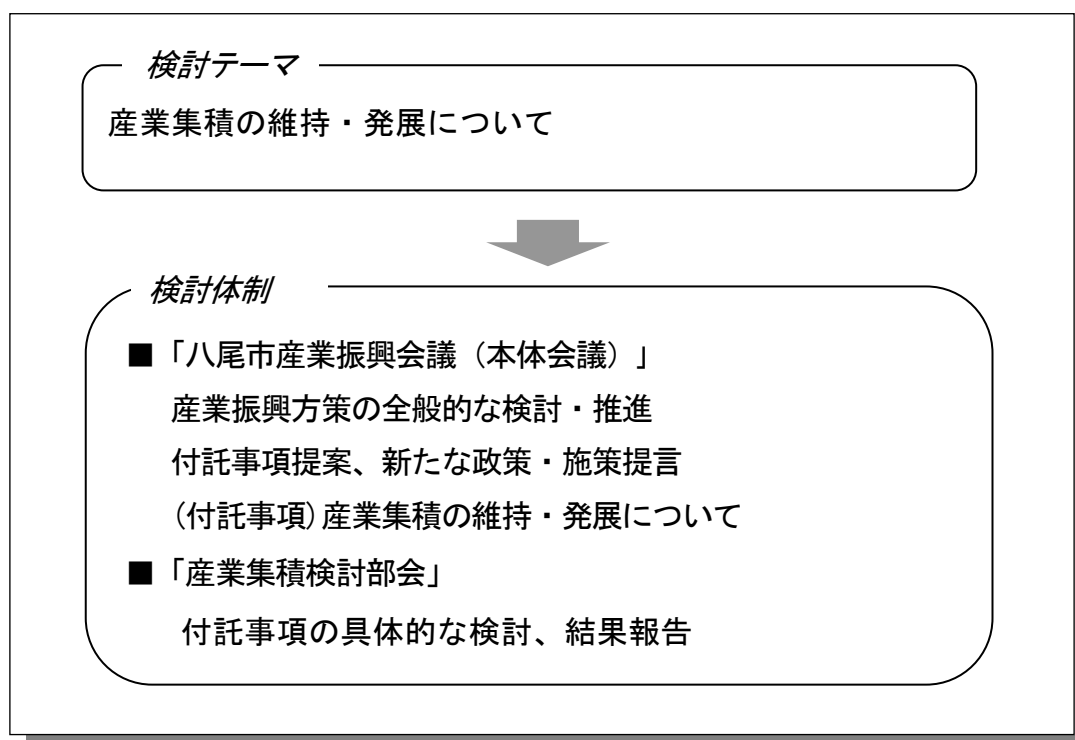 検討テーマ
産業集積の維持・発展について
検討体制
■「八尾市産業振興会議（本体会議）」
産業振興方策の全般的な検討・推進
付託事項提案、新たな政策・施策提言
（付託事項）産業集積の維持・発展について
■「産業集積検討部会」
付託事項の具体的な検討、結果報告